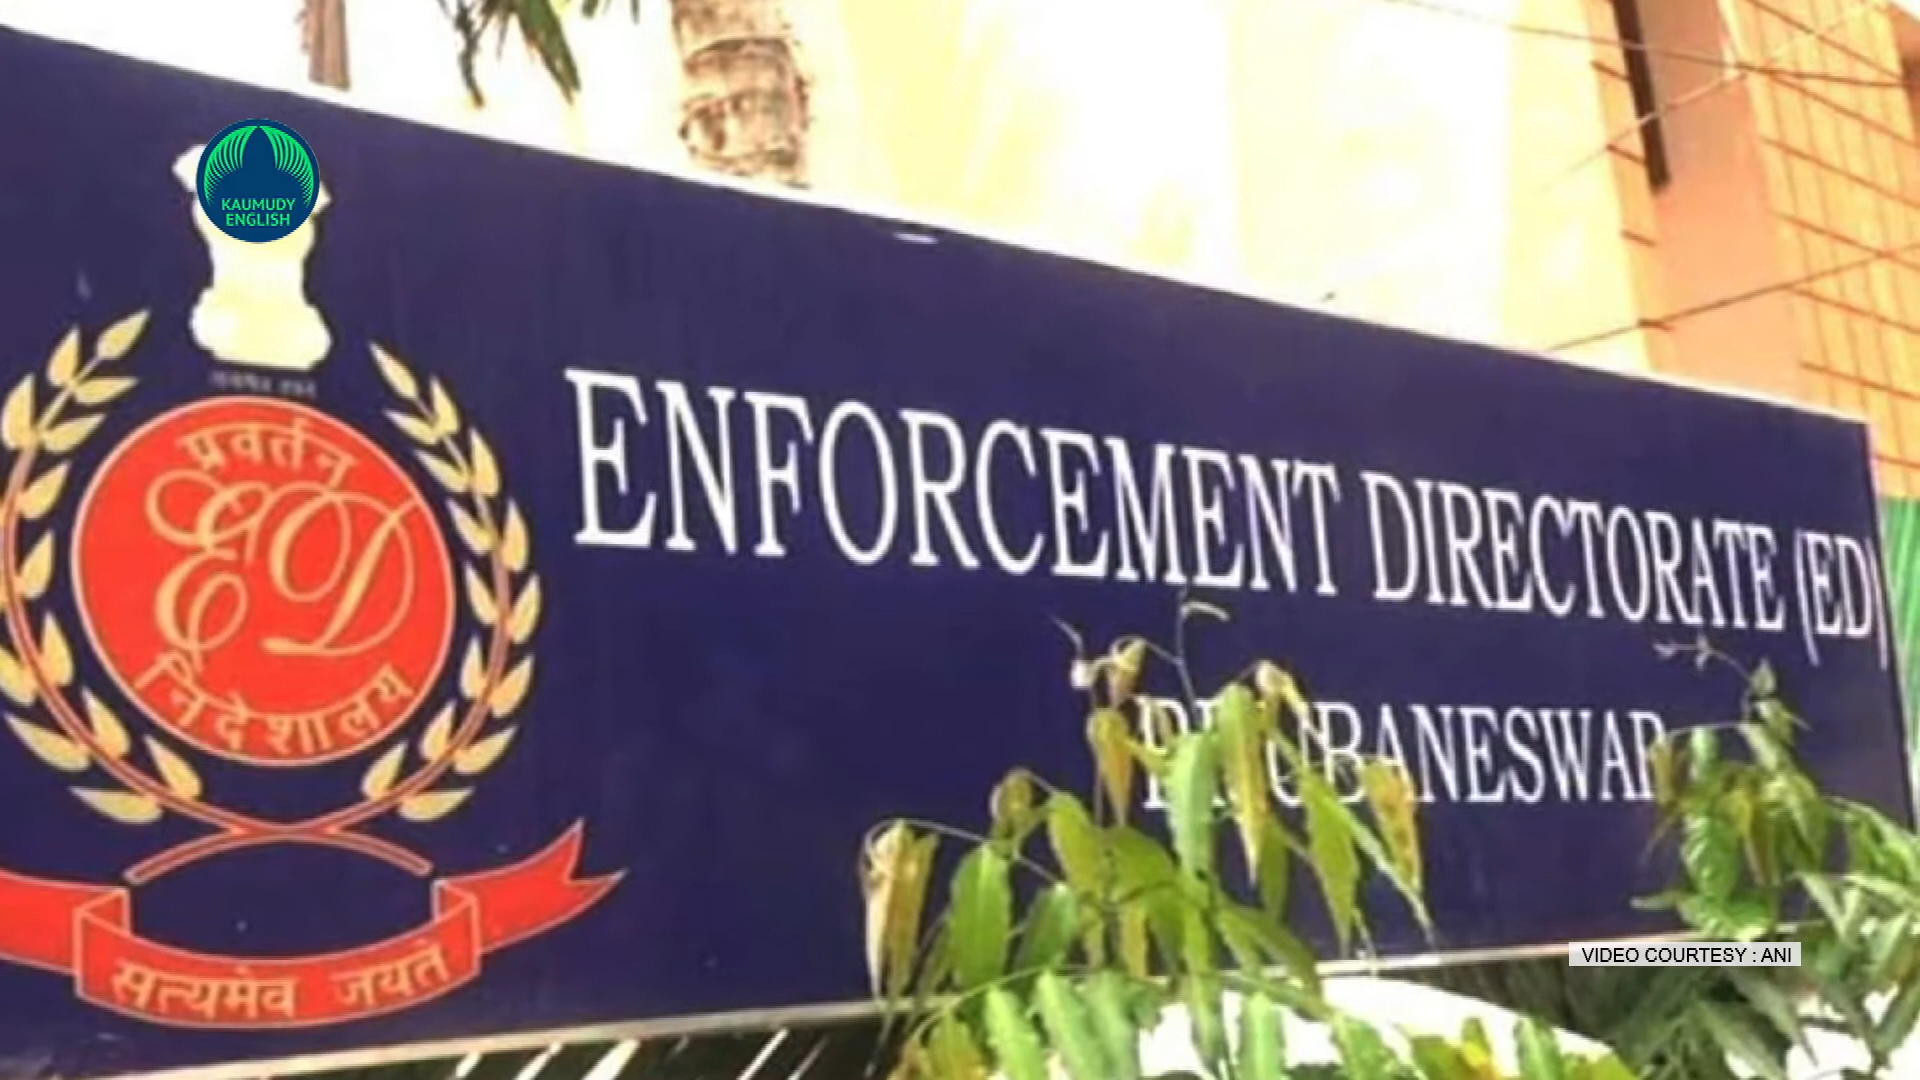 KAUMUDY
ENGLISH
प्रवर्तन
ED
निदेशालय
सत्यमेव जयते
ENFORCEMENT DIRECTORATE (ED)
BHUBANESWAR
VIDEO COURTESY : ANI